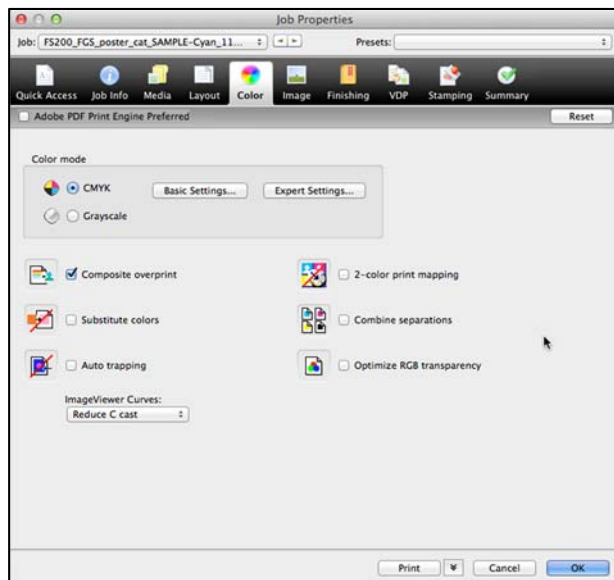 Job Properties
Job: FS200_FGS_poster_cat_SAMPLE-Cyan_11... Presets:
Quick Access Job Info Media Layout Color Image Finishing VDP Stamping Summary
Adobe PDF Print Engine Preferred Reset
Color mode
CMYK Basic Settings... Expert Settings...
Grayscale
Composite overprint 2-color print mapping
Substitute colors Combine separations
Auto trapping Optimize RGB transparency
ImageViewer Curves:
Reduce C cast
Print Cancel OK